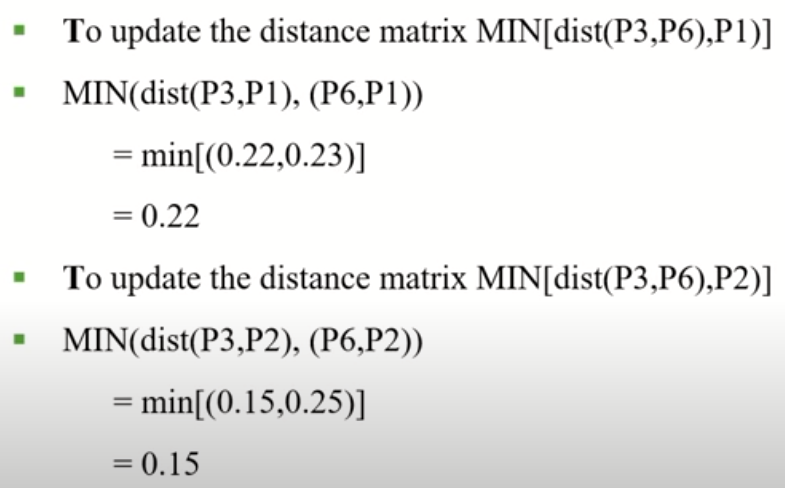 ▪ To update the distance matrix MIN[dist(P3,P6),P1)]
▪ MIN(dist(P3,P1), (P6,P1))
= min[(0.22,0.23)]
= 0.22
▪ To update the distance matrix MIN[dist(P3,P6),P2)]
▪ MIN(dist(P3,P2), (P6,P2))
= min[(0.15,0.25)]
= 0.15